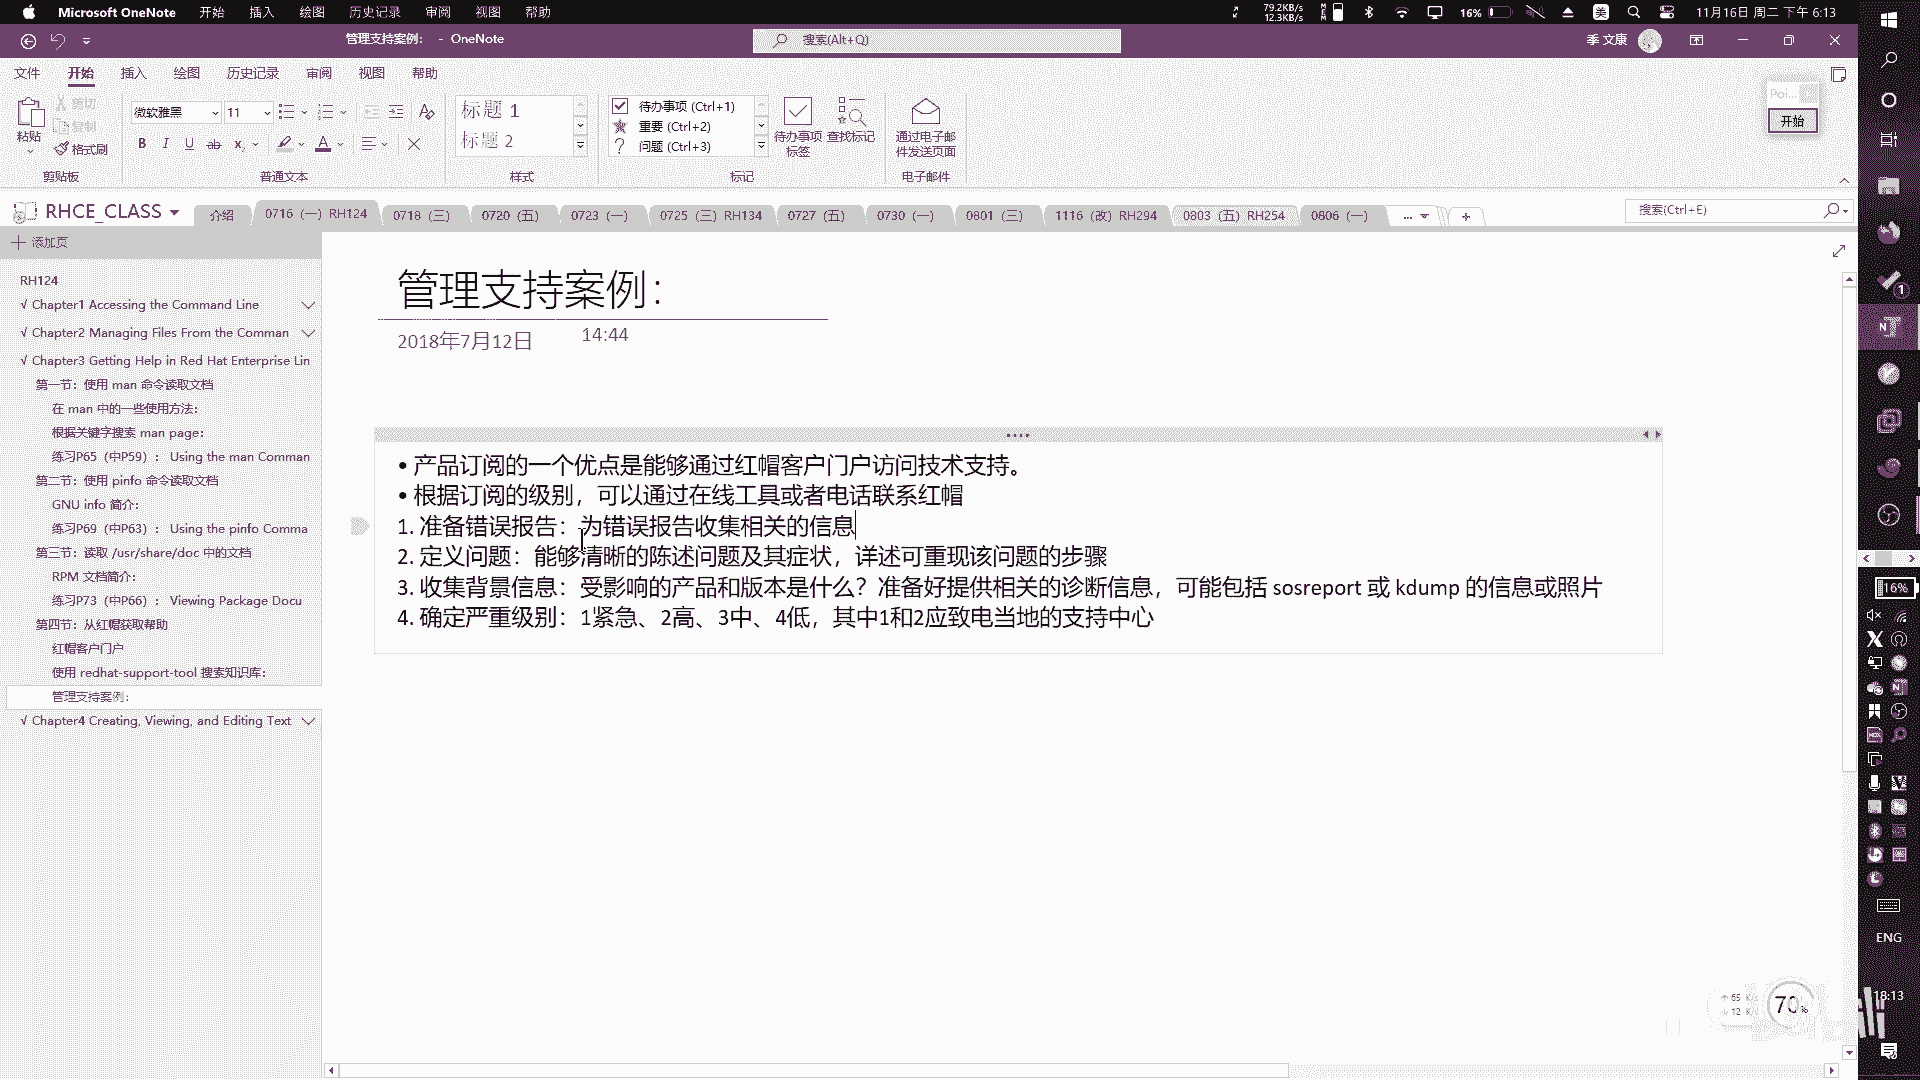 Microsoft OneNote 开始 插入 绘图 历史记录 审阅 视图 帮助
79.2KB/s
12.3KB/s
16% 美 11月16日 周二 下午 6:13
管理支持案例： - OneNote
搜索(Alt+Q)
季 文康
文件 开始 插入 绘图 历史记录 审阅 视图 帮助
粘贴
剪切
复制
格式刷
剪贴板
微软雅黑 11
普通文本
标题 1
标题 2
样式
待办事项 (Ctrl+1)
重要 (Ctrl+2)
问题 (Ctrl+3)
待办事项
标签
查找标记
标记
通过电子邮
件发送页面
电子邮件
Poi...
开始
RHCE_CLASS
介绍 0716（一）RH124 0718（三） 0720（五） 0723（一） 0725（三）RH134 0727（五） 0730（一） 0801（三） 1116（改）RH294 0803（五）RH254 0806（一） ... +
搜索(Ctrl+E)
添加页
RH124
√ Chapter1 Accessing the Command Line
√ Chapter2 Managing Files From the Comman
√ Chapter3 Getting Help in Red Hat Enterprise Lin
第一节：使用 man 命令读取文档
在 man 中的一些使用方法：
根据关键字搜索 man page：
练习P65（中P59）： Using the man Comman
第二节：使用 pinfo 命令读取文档
GNU info 简介：
练习P69（中P63）： Using the pinfo Comma
第三节：读取 /usr/share/doc 中的文档
RPM 文档简介：
练习P73（中P66）： Viewing Package Docu
第四节：从红帽获取帮助
红帽客户门户
使用 redhat-support-tool 搜索知识库：
管理支持案例：
√ Chapter4 Creating, Viewing, and Editing Text
管理支持案例：
2018年7月12日 14:44
• 产品订阅的一个优点是能够通过红帽客户门户访问技术支持。
• 根据订阅的级别，可以通过在线工具或者电话联系红帽
1. 准备错误报告：为错误报告收集相关的信息
2. 定义问题：能够清晰的陈述问题及其症状，详述可重现该问题的步骤
3. 收集背景信息：受影响的产品和版本是什么？准备好提供相关的诊断信息，可能包括 sosreport 或 kdump 的信息或照片
4. 确定严重级别：1紧急、2高、3中、4低，其中1和2应致电当地的支持中心
1
16%
ENG
18:13
65 K/s
12 K/s
70%